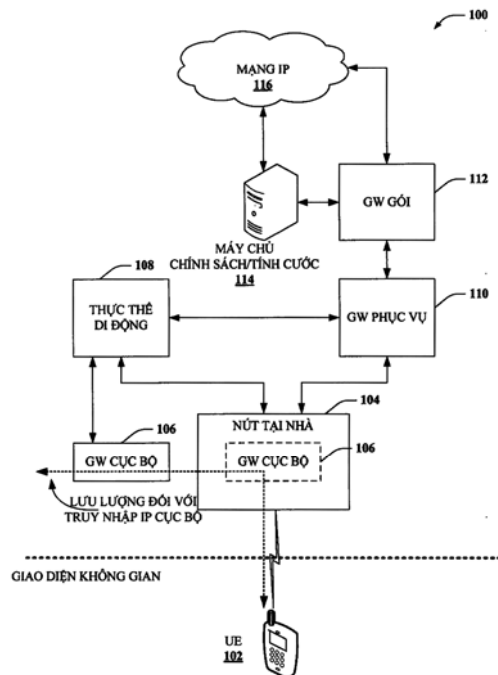 100
MẠNG IP
116
112
GW GÓI
MÁY CHỦ
CHÍNH SÁCH/TÍNH CƯỚC
114
108
THỰC THỂ
DI ĐỘNG
110
GW PHỤC VỤ
104
NÚT TẠI NHÀ
106
GW CỤC BỘ
GW CỤC BỘ
106
LƯU LƯỢNG ĐỐI VỚI
TRUY NHẬP IP CỤC BỘ
GIAO DIỆN KHÔNG GIAN
UE
102